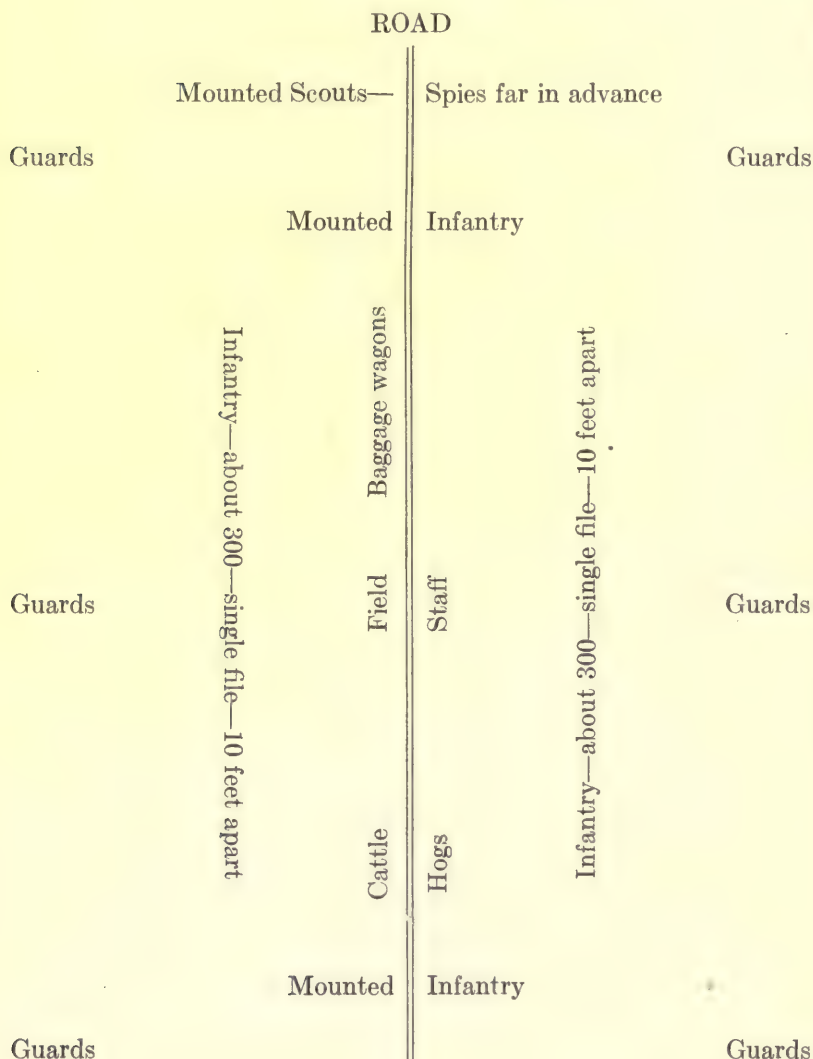 ROAD
Mounted Scouts— Spies far in advance
Guards Guards
Mounted Infantry
Infantry—about 300—single file—10 feet apart
Baggage wagons
Infantry—about 300—single file—10 feet apart
Field Staff
Guards Guards
Cattle Hogs
Mounted Infantry
Guards Guards